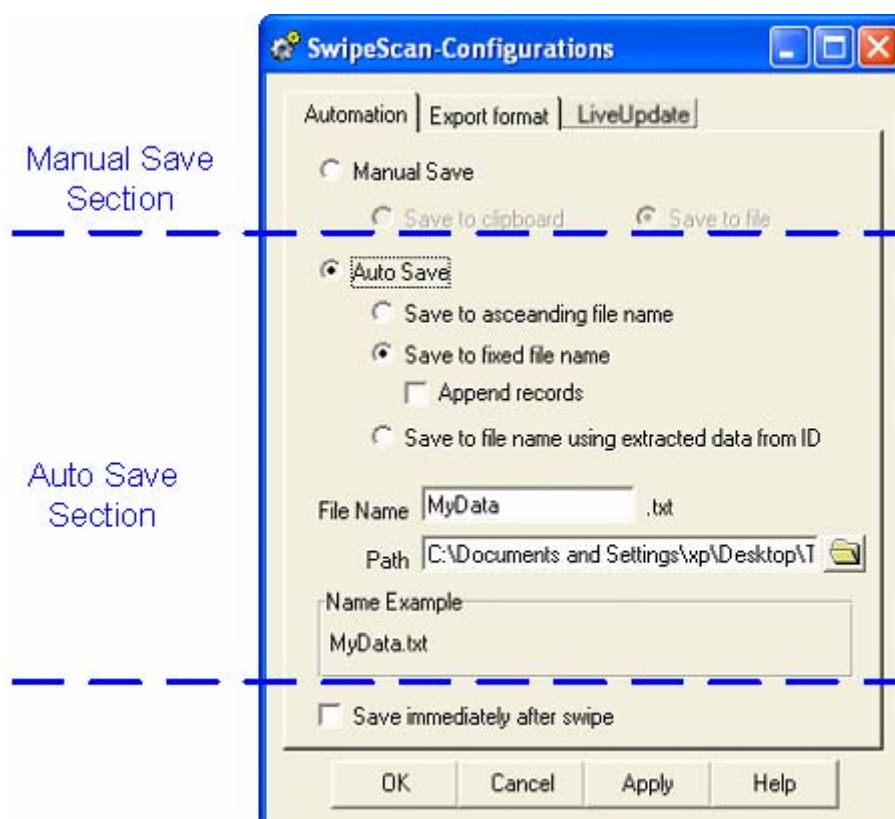 SwipeScan-Configurations
Automation
Export format
LiveUpdate
Manual Save
Section
Manual Save
Save to clipboard
Save to file
Auto Save
Save to asceanding file name
Save to fixed file name
Append records
Save to file name using extracted data from ID
Auto Save
Section
File Name MyData .txt
Path C:\Documents and Settings\xp\Desktop\T
Name Example
MyData.txt
Save immediately after swipe
OK
Cancel
Apply
Help